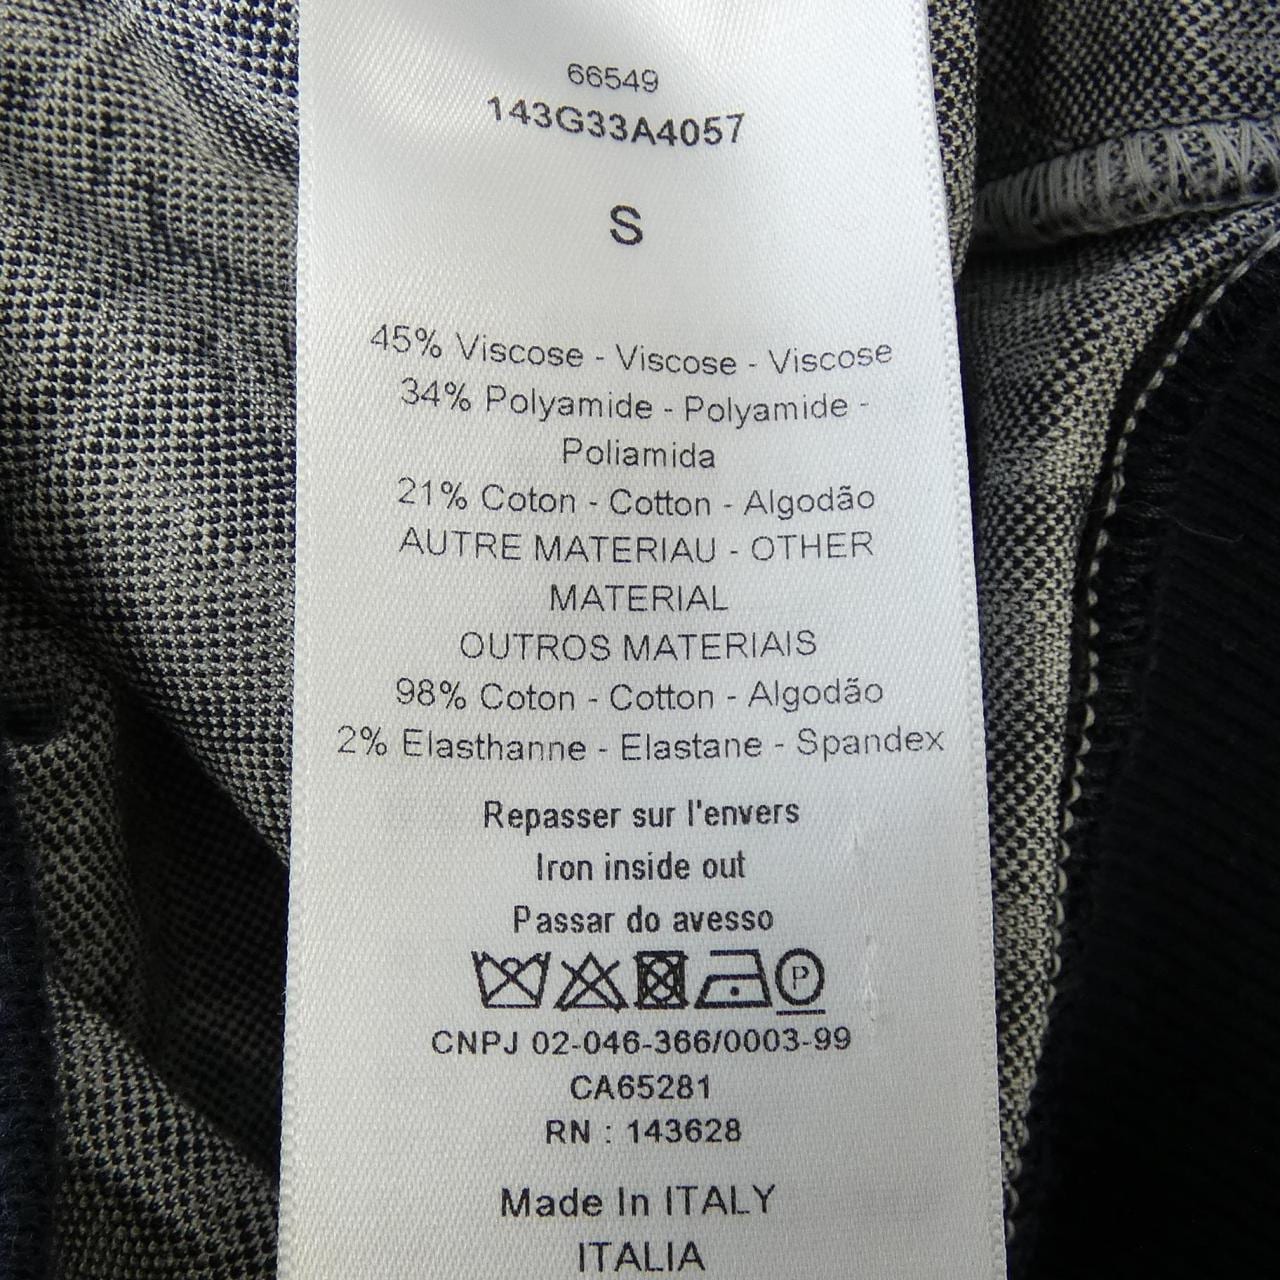 66549
143G33A4057
S
45% Viscose - Viscose - Viscose
34% Polyamide - Polyamide -
Poliamida
21% Coton - Cotton - Algodão
AUTRE MATERIAU - OTHER
MATERIAL
OUTROS MATERIAIS
98% Coton - Cotton - Algodão
2% Elasthanne - Elastane - Spandex
Repasser sur l'envers
Iron inside out
Passar do avesso
P
CNPJ 02-046-366/0003-99
CA65281
RN : 143628
Made In ITALY
ITALIA